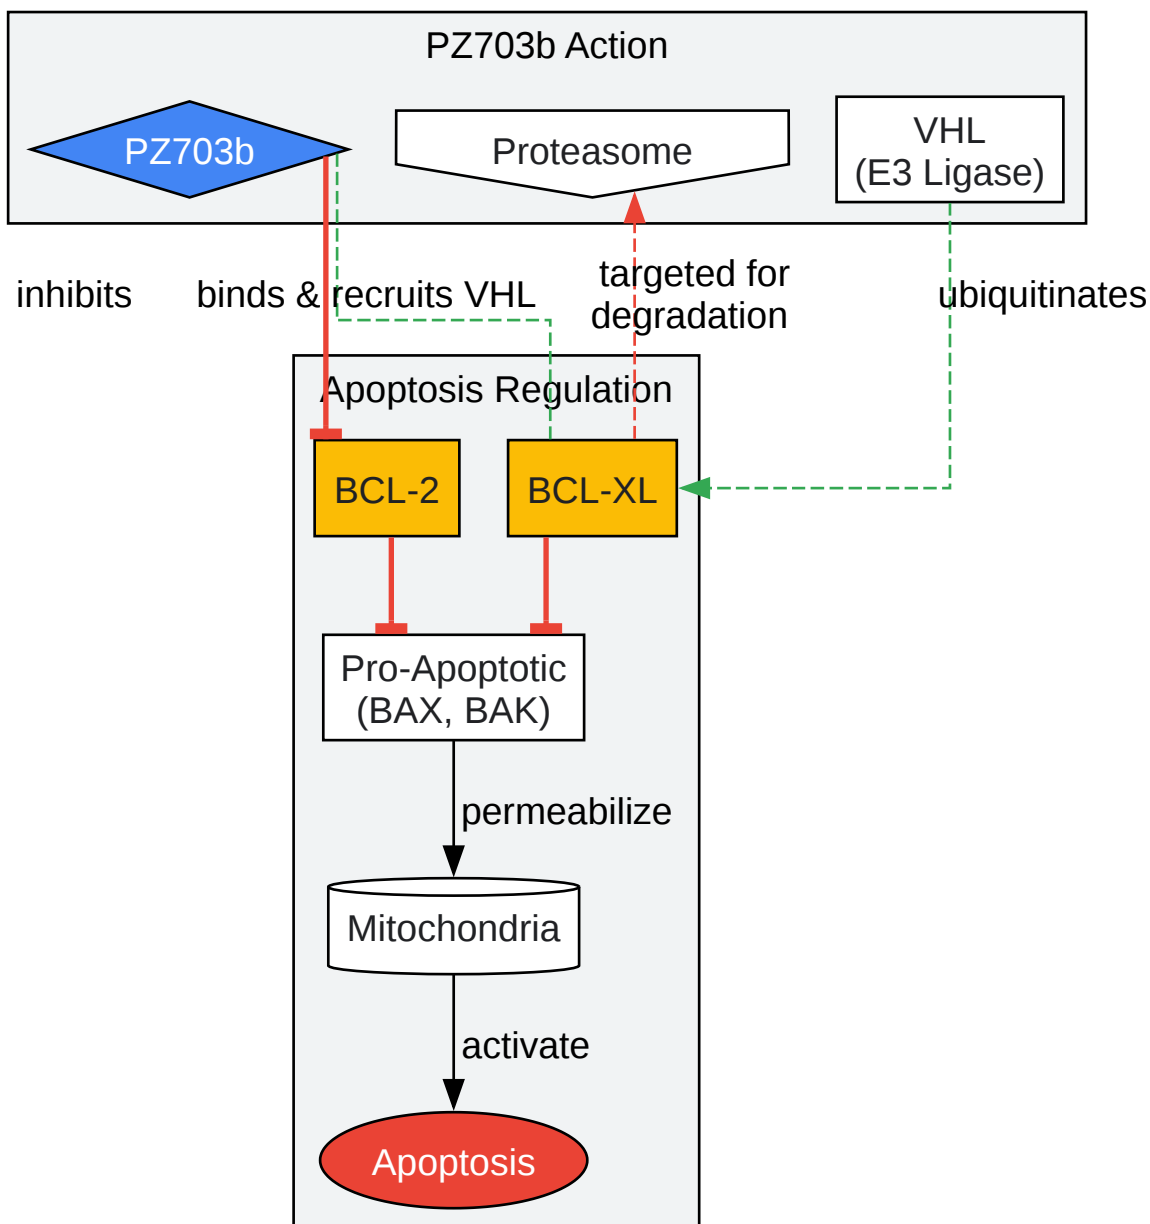 PZ703b Action
PZ703b
Proteasome
VHL
(E3 Ligase)
inhibits
binds & recruits VHL
targeted for
degradation
ubiquitinates
Apoptosis Regulation
BCL-2
BCL-XL
Pro-Apoptotic
(BAX, BAK)
permeabilize
Mitochondria
activate
Apoptosis